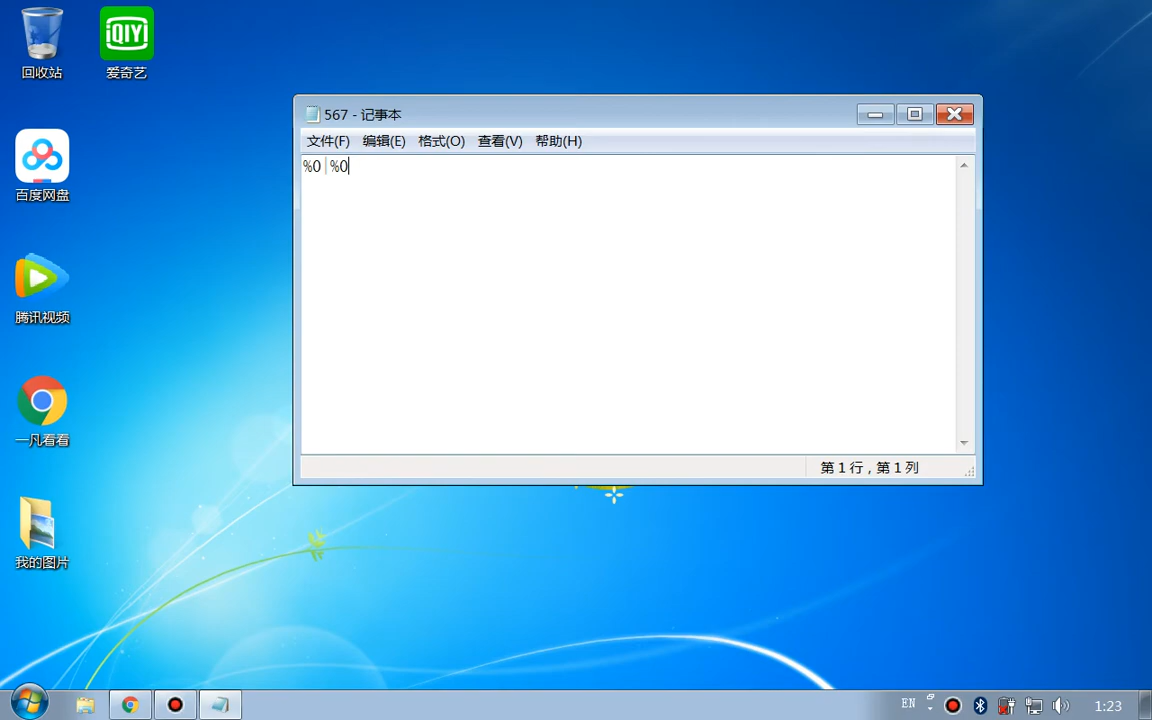 回收站
iQIYI
爱奇艺
百度网盘
腾讯视频
一凡看看
我的图片
567 - 记事本
文件(F) 编辑(E) 格式(O) 查看(V) 帮助(H)
%0|%0
第 1 行，第 1 列
EN
1:23